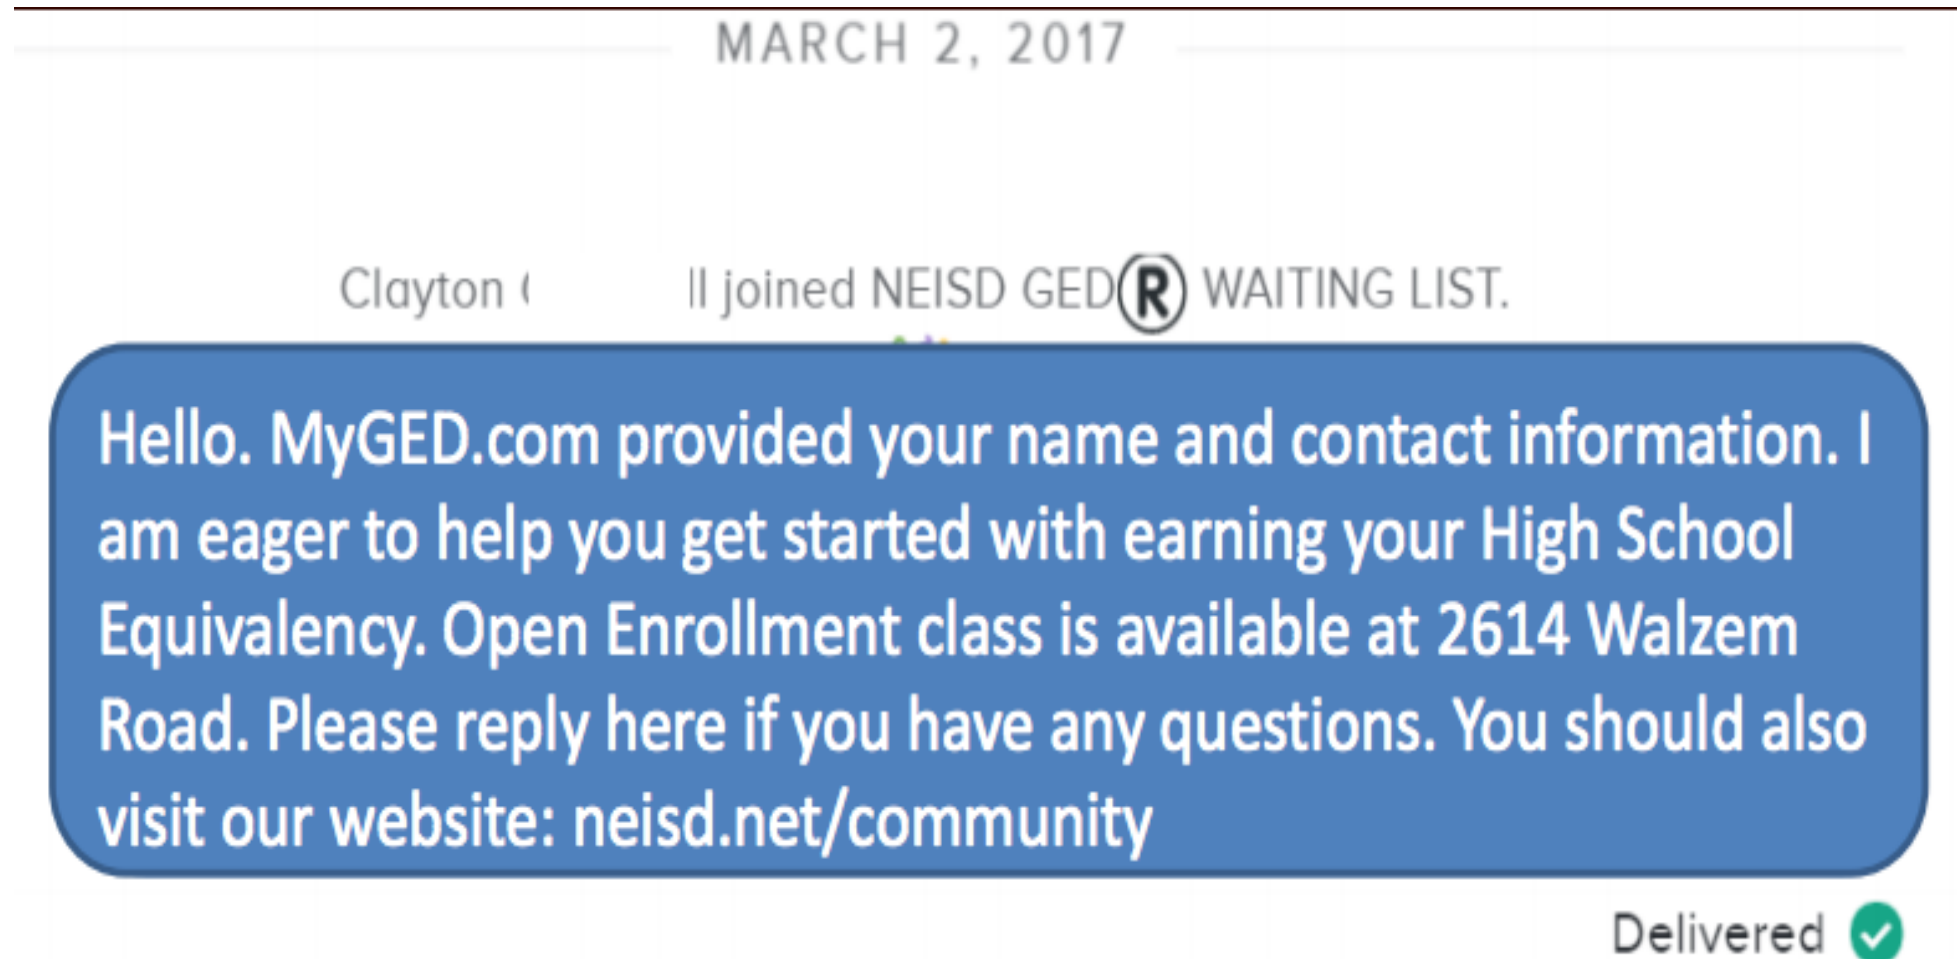 MARCH 2, 2017
Clayton ll joined NEISD GED® WAITING LIST.
Hello. MyGED.com provided your name and contact information. I
am eager to help you get started with earning your High School
Equivalency. Open Enrollment class is available at 2614 Walzem
Road. Please reply here if you have any questions. You should also
visit our website: neisd.net/community
Delivered